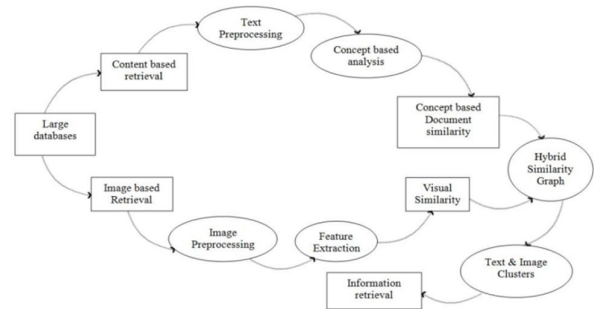 Text
Preprocessing
Concept based
analysis
Content based
retrieval
Concept based
Document
similarity
Large
databases
Hybrid
Similarity
Graph
Image based
Retrieval
Visual
Similarity
Image
Preprocessing
Feature
Extraction
Text & Image
Clusters
Information
retrieval